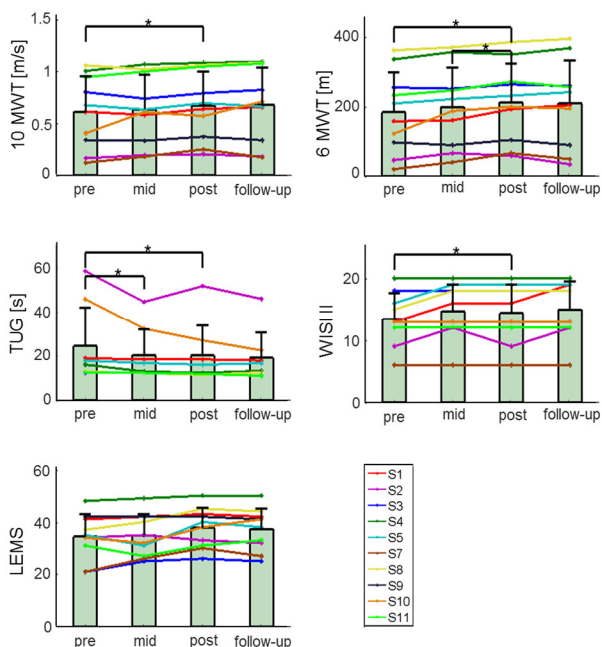 10 MWT [m/s]
1.5
1
0.5
0
*
pre mid post follow-up
6 MWT [m]
400
200
0
*
*
pre mid post follow-up
TUG [s]
60
40
20
0
*
*
pre mid post follow-up
WISI II
20
10
0
*
pre mid post follow-up
LEMS
60
40
20
0
pre mid post follow-up
S1
S2
S3
S4
S5
S7
S8
S9
S10
S11